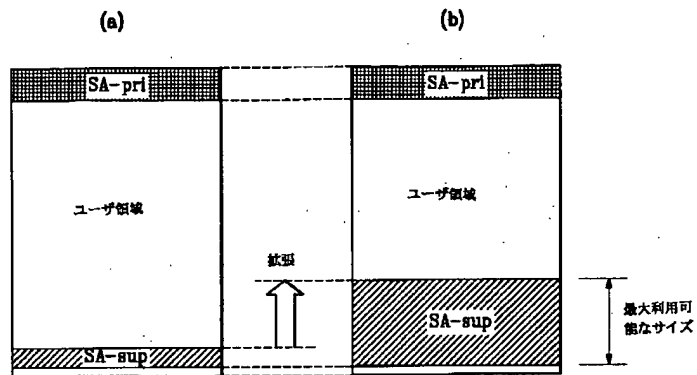 (a)
(b)
SA-pri
SA-pri
ユーザ領域
ユーザ領域
拡張
SA-sup
SA-sup
最大利用可
能なサイズ